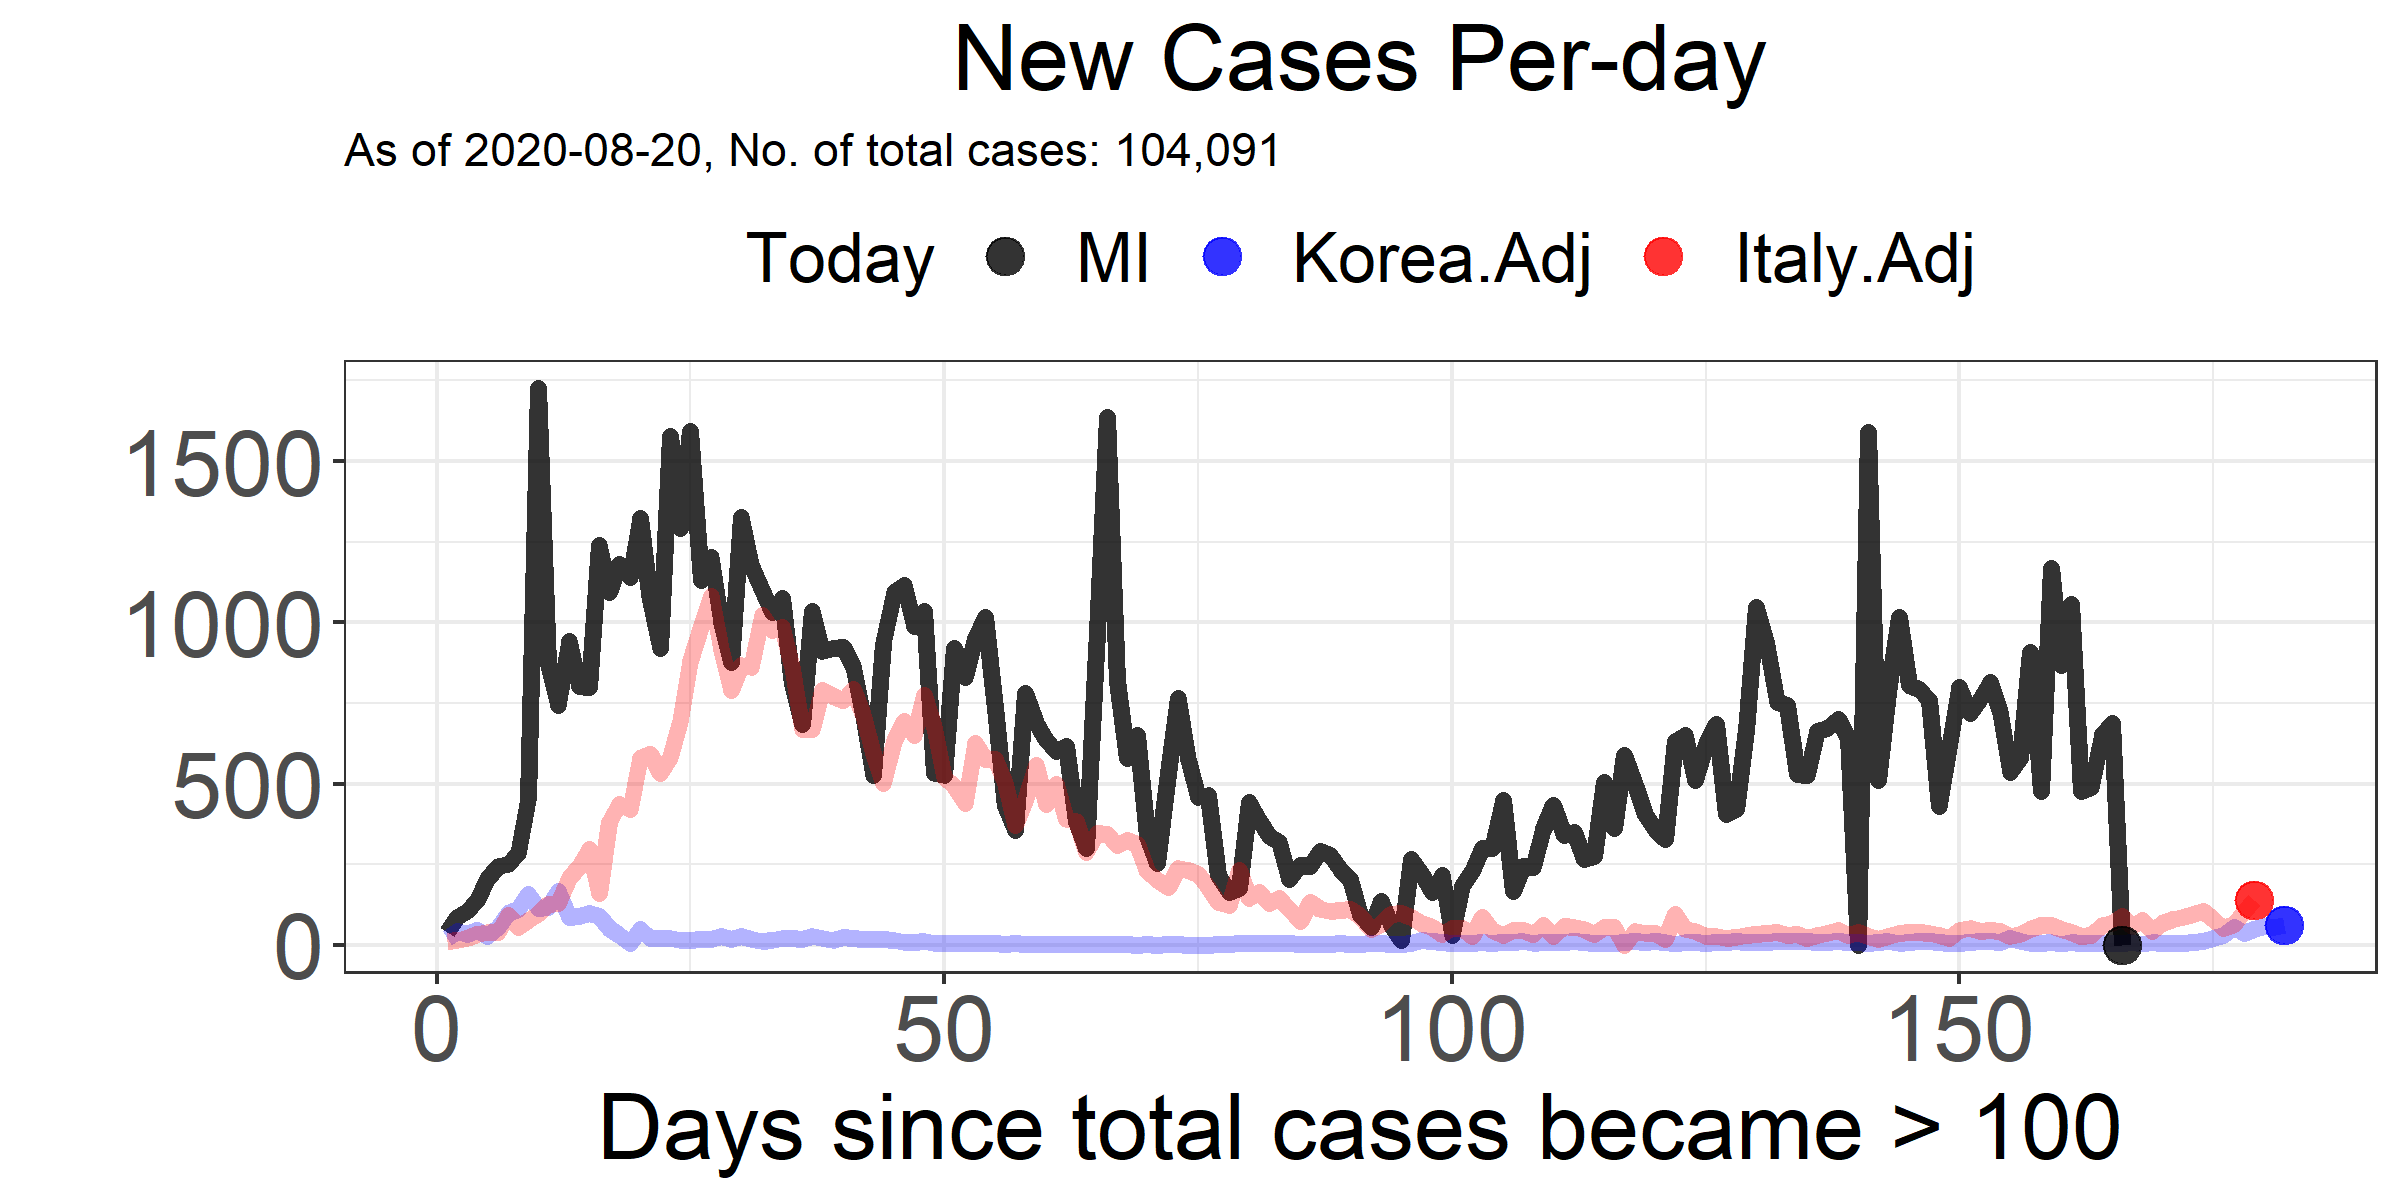 New Cases Per-day
As of 2020-08-20, No. of total cases: 104,091
Today MI Korea.Adj Italy.Adj
1500
1000
500
0
0 50 100 150
Days since total cases became > 100